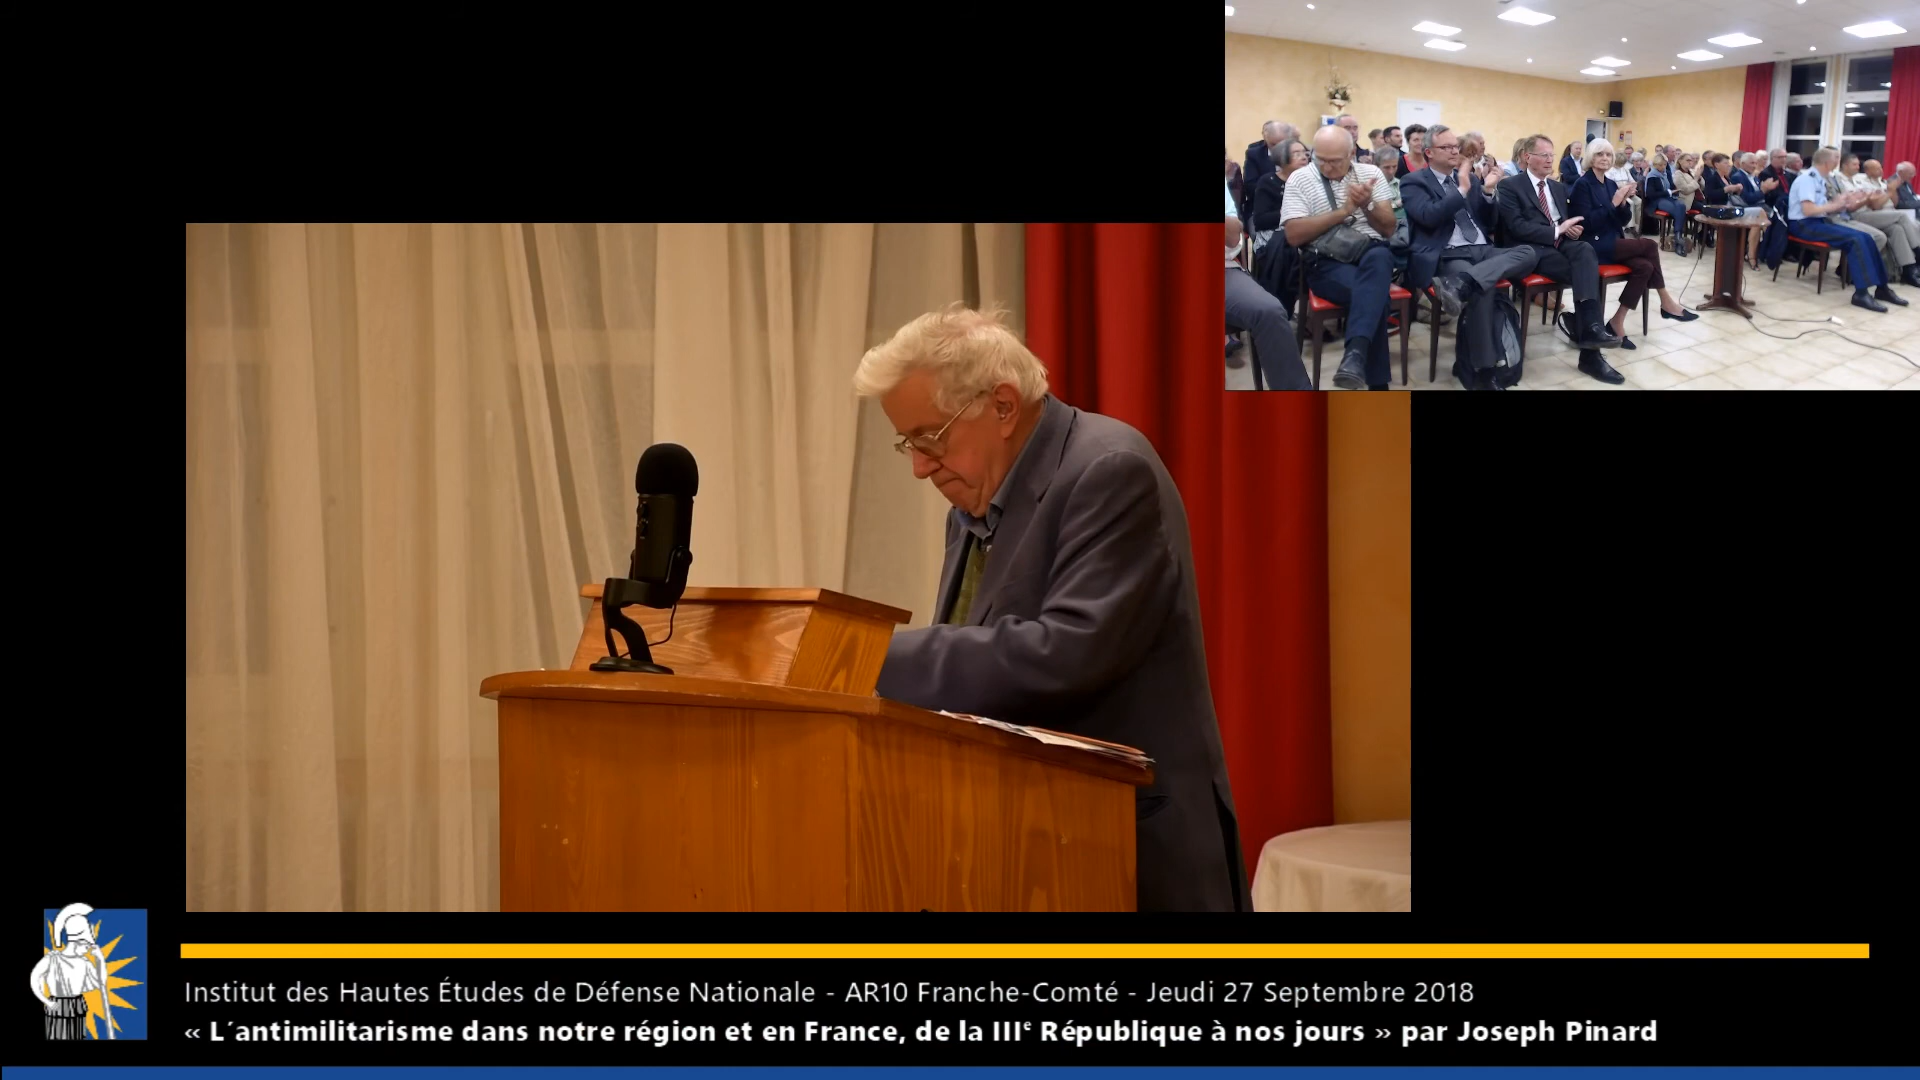 Institut des Hautes Études de Défense Nationale - AR10 Franche-Comté - Jeudi 27 Septembre 2018
« L´antimilitarisme dans notre région et en France, de la IIIᵉ République à nos jours » par Joseph Pinard